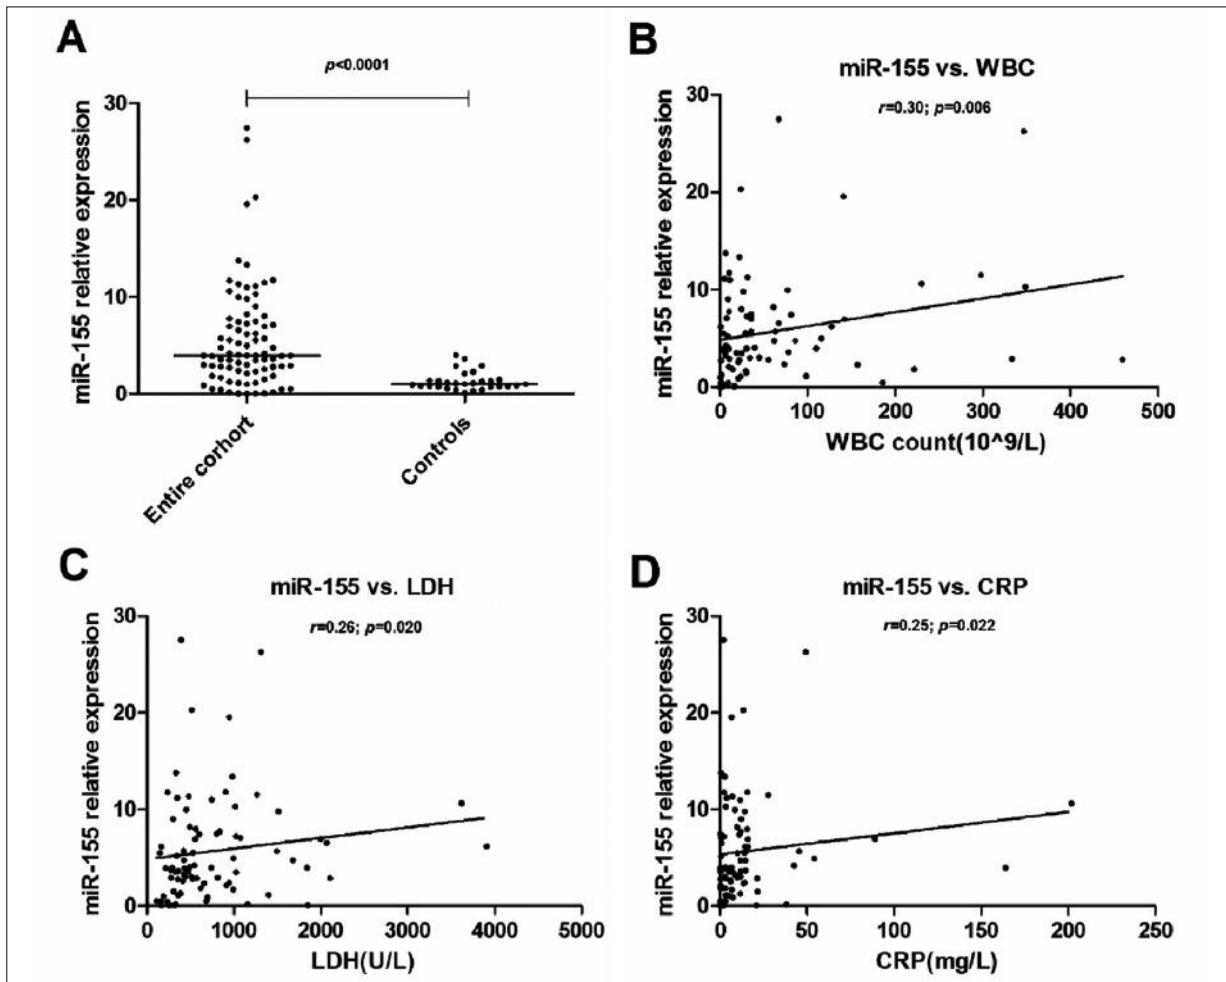 A
p<0.0001
miR-155 relative expression
30
20
10
0
Entire corhort
Controls
B
miR-155 vs. WBC
r=0.30; p=0.006
miR-155 relative expression
30
20
10
0
0 100 200 300 400 500
WBC count(10^9/L)
C
miR-155 vs. LDH
r=0.26; p=0.020
miR-155 relative expression
30
20
10
0
0 1000 2000 3000 4000 5000
LDH(U/L)
D
miR-155 vs. CRP
r=0.25; p=0.022
miR-155 relative expression
30
20
10
0
0 50 100 150 200 250
CRP(mg/L)